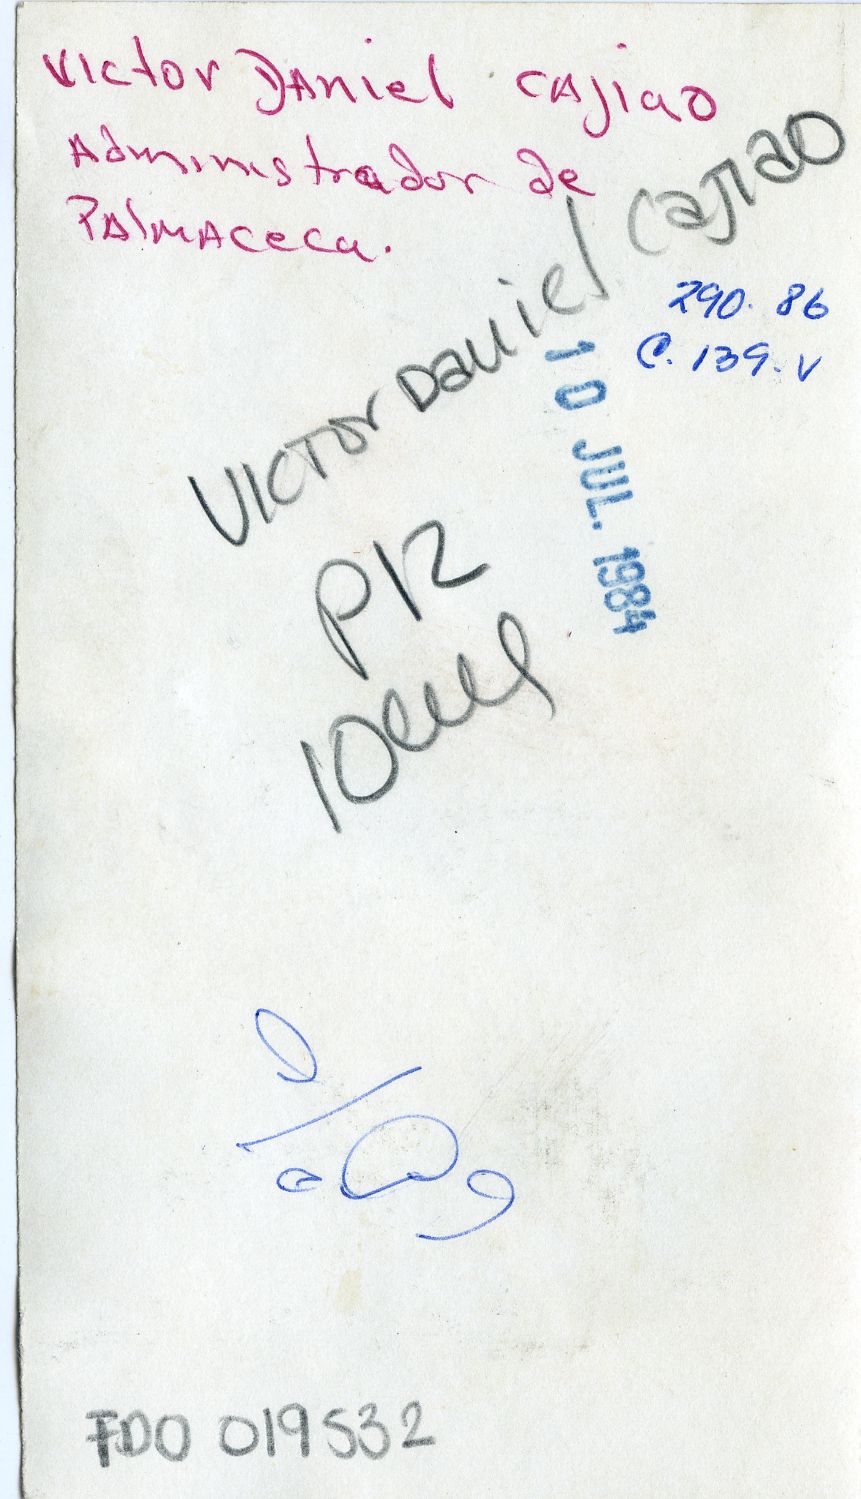 Victor Daniel Cajiao
Administrador de
Palmaceca.
Victor Daniel Cajiao
290. 86
C. 139. V
10 JUL. 1984
P12
FDO 019532